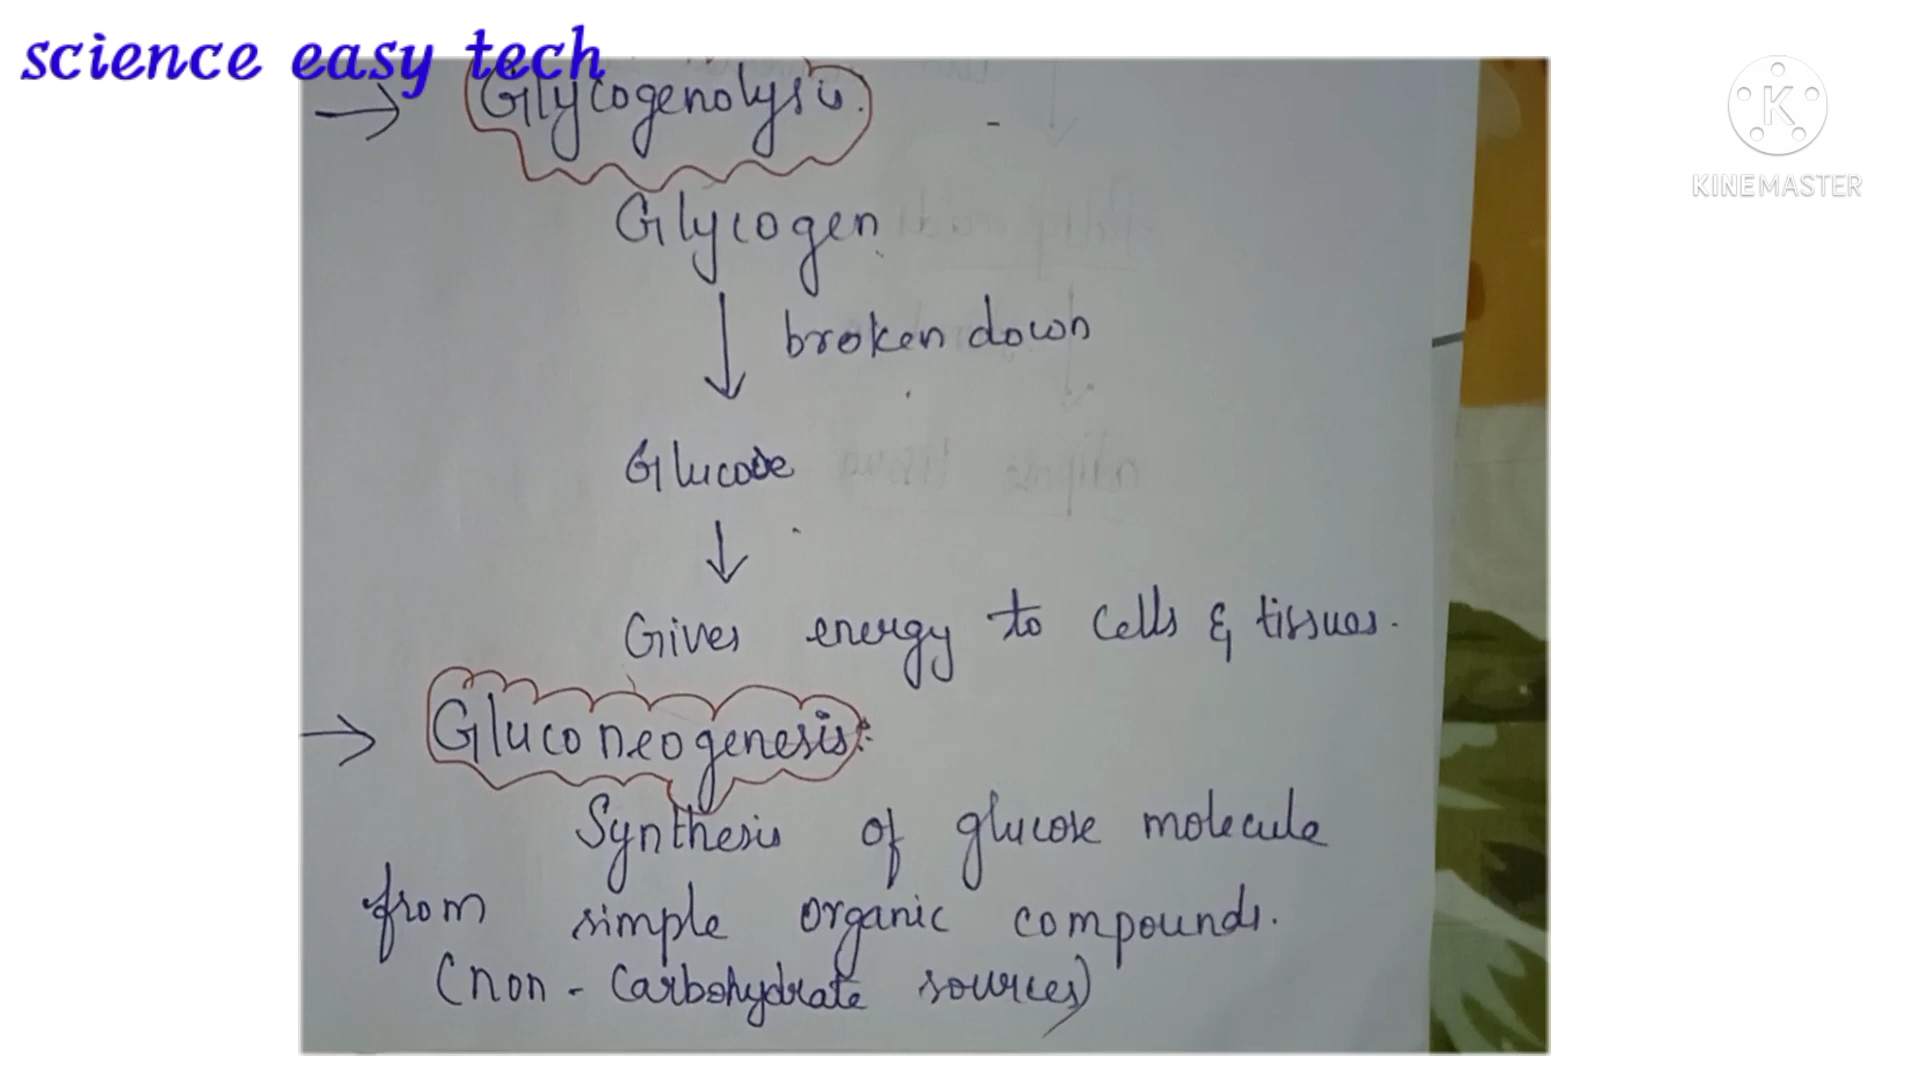 science easy tech
→ Glycogenolysis.
Glycogen
↓ broken down
Glucose
↓
Gives energy to cells & tissues.
→ Gluconeogenesis:
Synthesis of glucose molecule
from simple organic compounds.
(non-Carbohydrate sources)
K
KINEMASTER